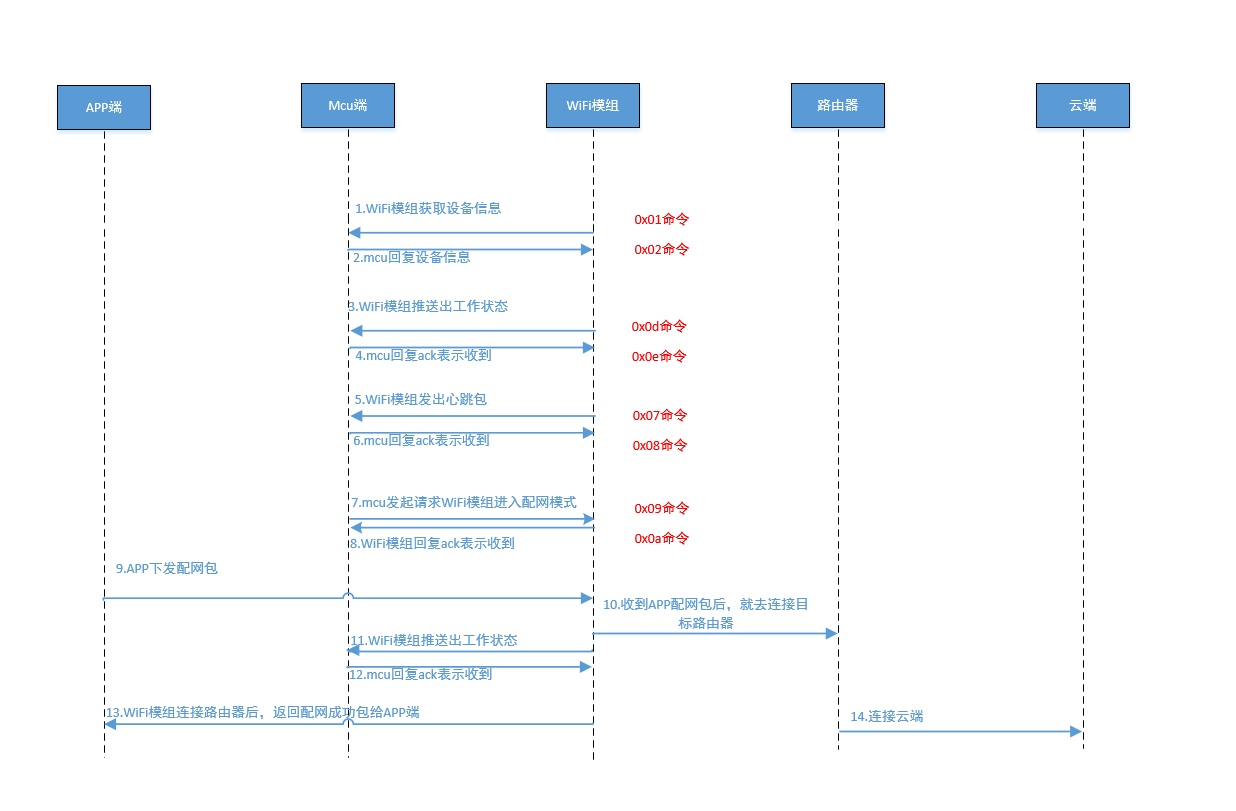 APP端
Mcu端
WiFi模组
路由器
云端
1.WiFi模组获取设备信息
0x01命令
2.mcu回复设备信息
0x02命令
3.WiFi模组推送出工作状态
0x0d命令
4.mcu回复ack表示收到
0x0e命令
5.WiFi模组发出心跳包
0x07命令
6.mcu回复ack表示收到
0x08命令
7.mcu发起请求WiFi模组进入配网模式
0x09命令
8.WiFi模组回复ack表示收到
0x0a命令
9.APP下发配网包
10.收到APP配网包后，就去连接目
标路由器
11.WiFi模组推送出工作状态
12.mcu回复ack表示收到
13.WiFi模组连接路由器后，返回配网成功包给APP端
14.连接云端